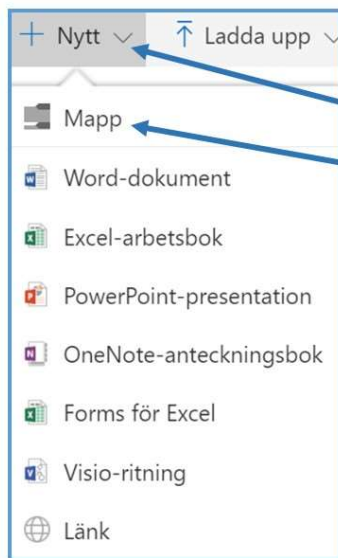 + Nytt Ladda upp
Mapp
Word-dokument
Excel-arbetsbok
PowerPoint-presentation
OneNote-anteckningsbok
Forms för Excel
Visio-ritning
Länk